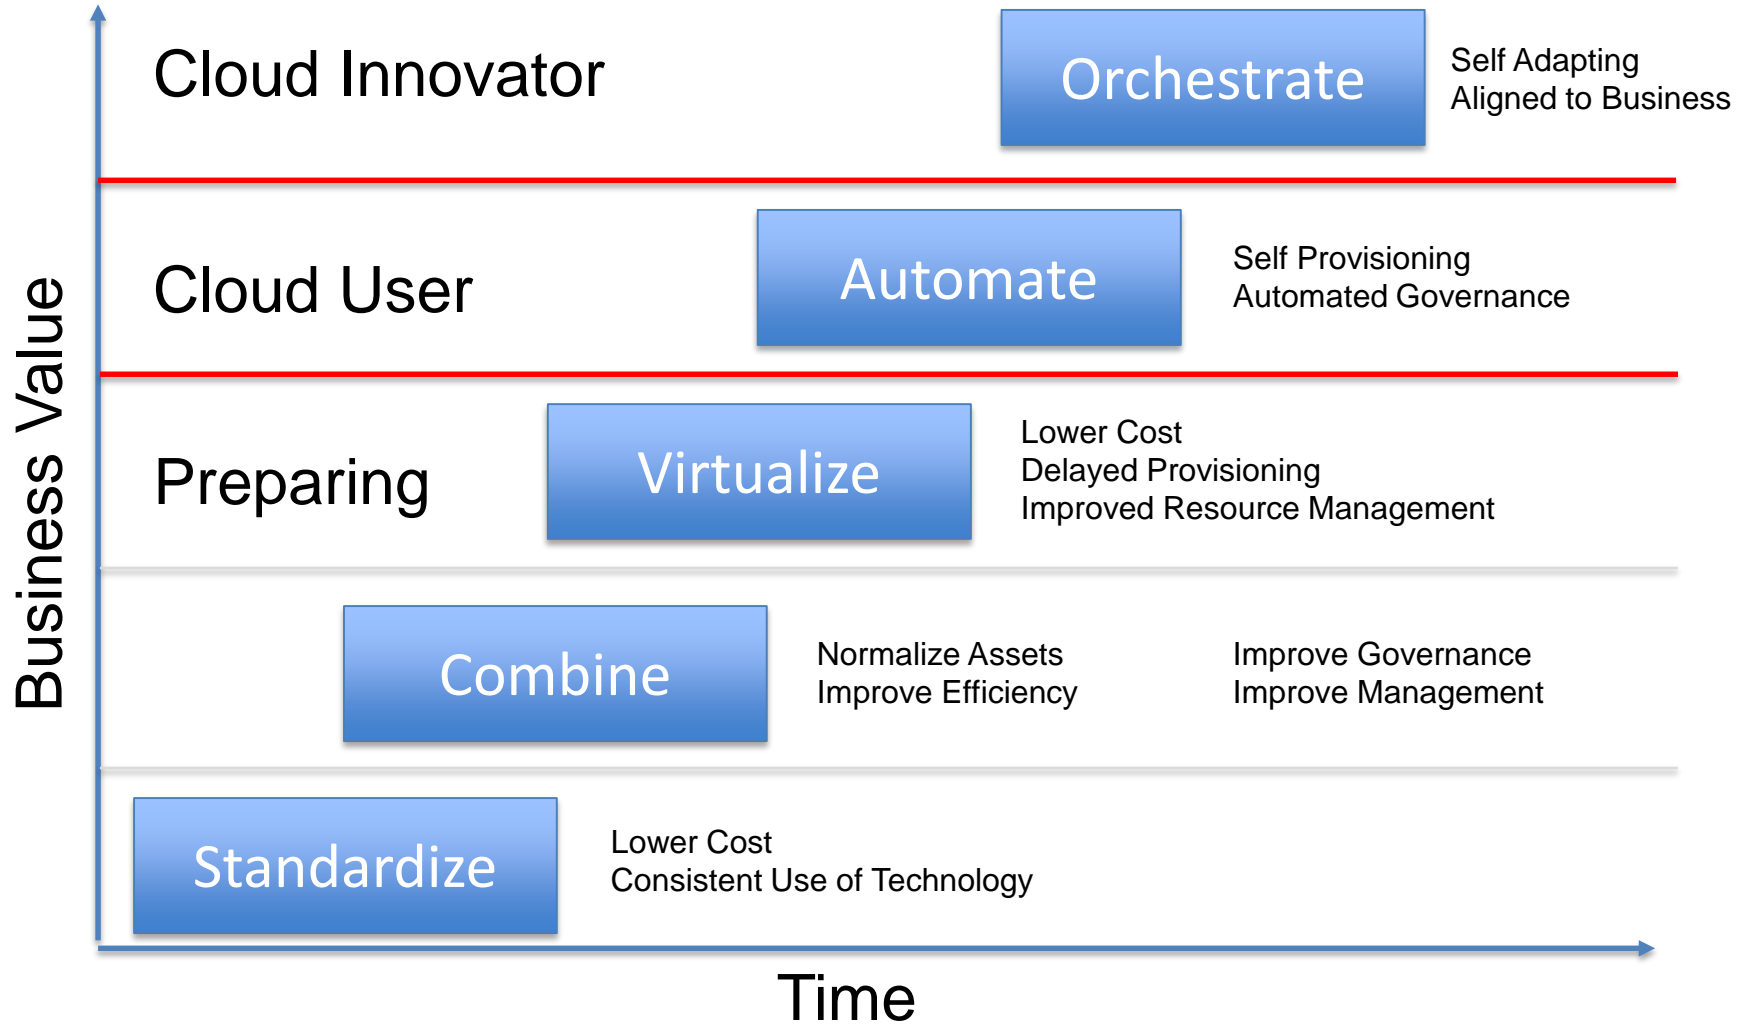 Cloud Innovator
Orchestrate
Self Adapting
Aligned to Business
Cloud User
Automate
Self Provisioning
Automated Governance
Business Value
Preparing
Virtualize
Lower Cost
Delayed Provisioning
Improved Resource Management
Combine
Normalize Assets
Improve Efficiency
Improve Governance
Improve Management
Standardize
Lower Cost
Consistent Use of Technology
Time